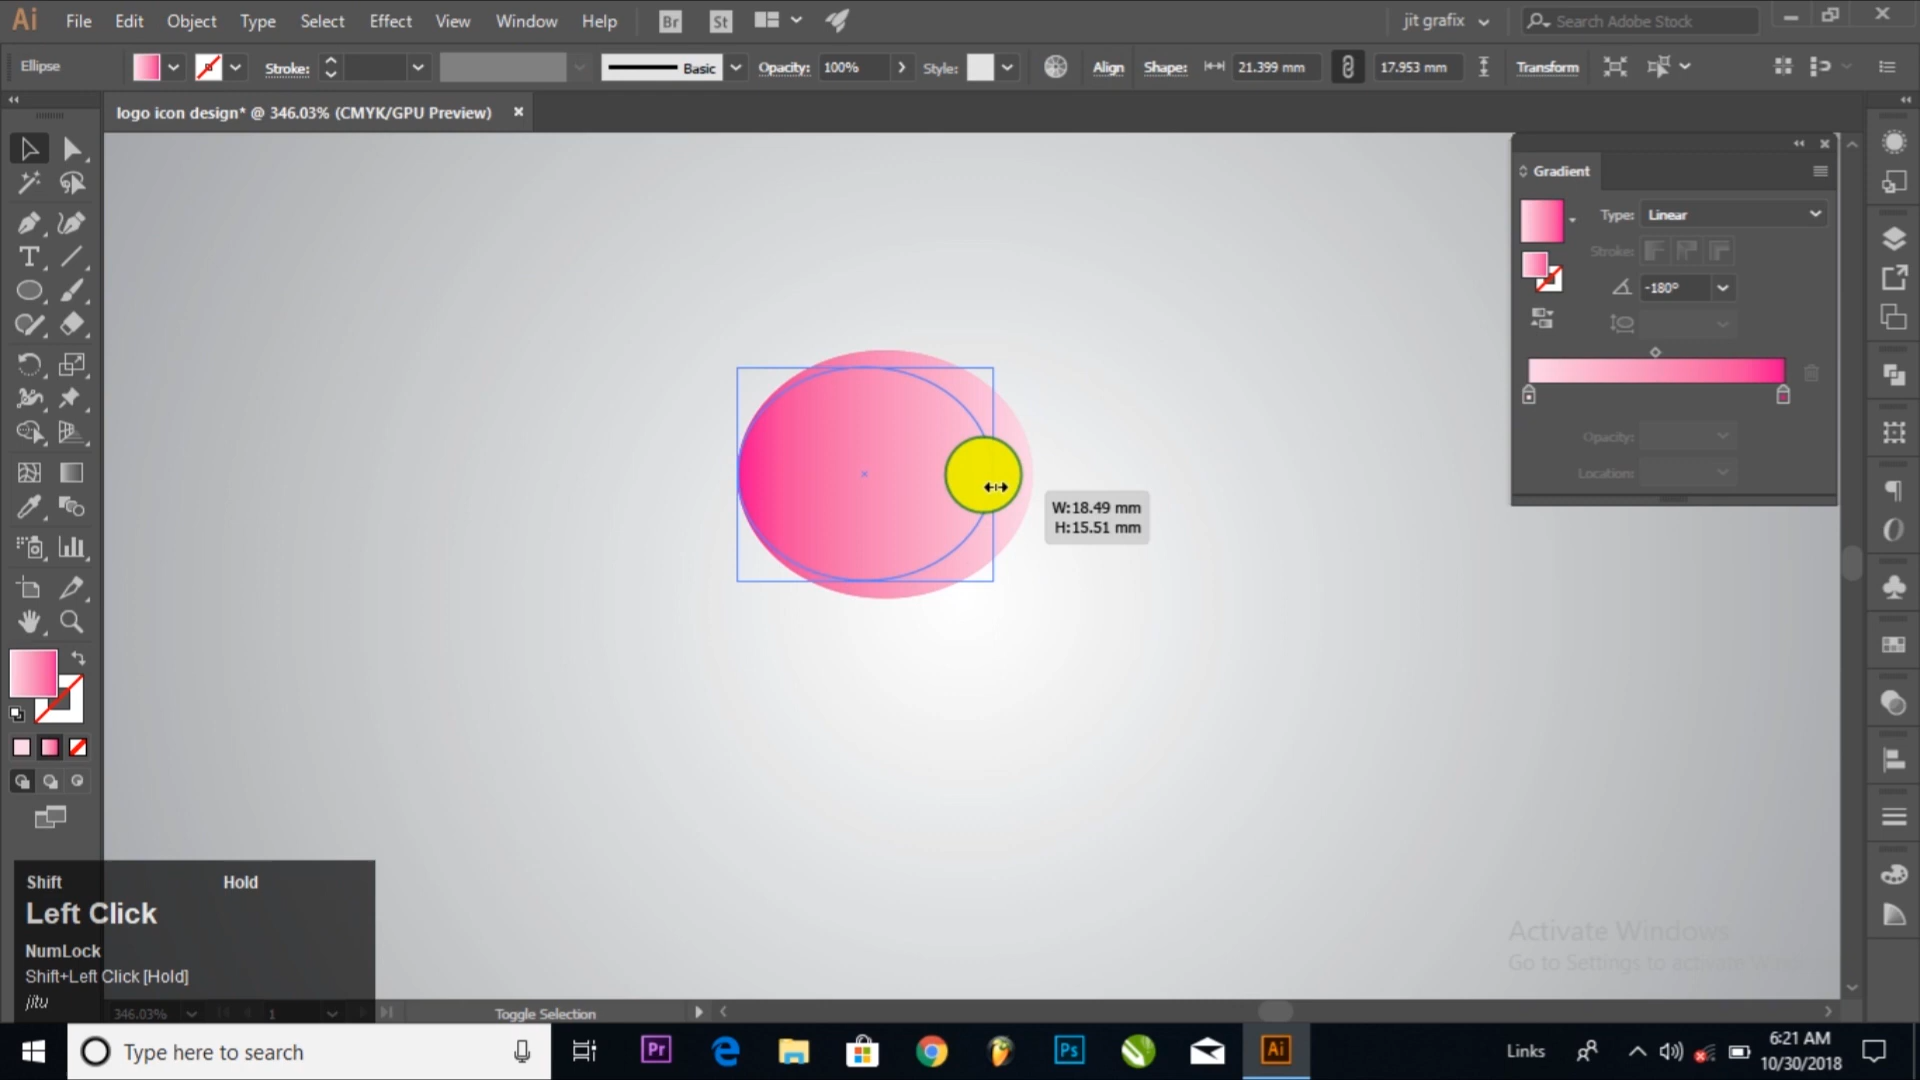 Ai File Edit Object Type Select Effect View Window Help Br St jit grafix Search Adobe Stock
Ellipse Stroke: Basic Opacity: 100% Style: Align Shape: 21.399 mm 17.953 mm Transform
logo icon design* @ 346.03% (CMYK/GPU Preview)
Gradient
Type: Linear
Stroke:
-180°
Opacity:
Location:
W:18.49 mm
H:15.51 mm
Shift Hold
Left Click
NumLock
Shift+Left Click [Hold]
jitu
Activate Windows
Go to Settings to activate
346.03% 1 Toggle Selection
Type here to search Pr Ps Ai Links 6:21 AM
10/30/2018